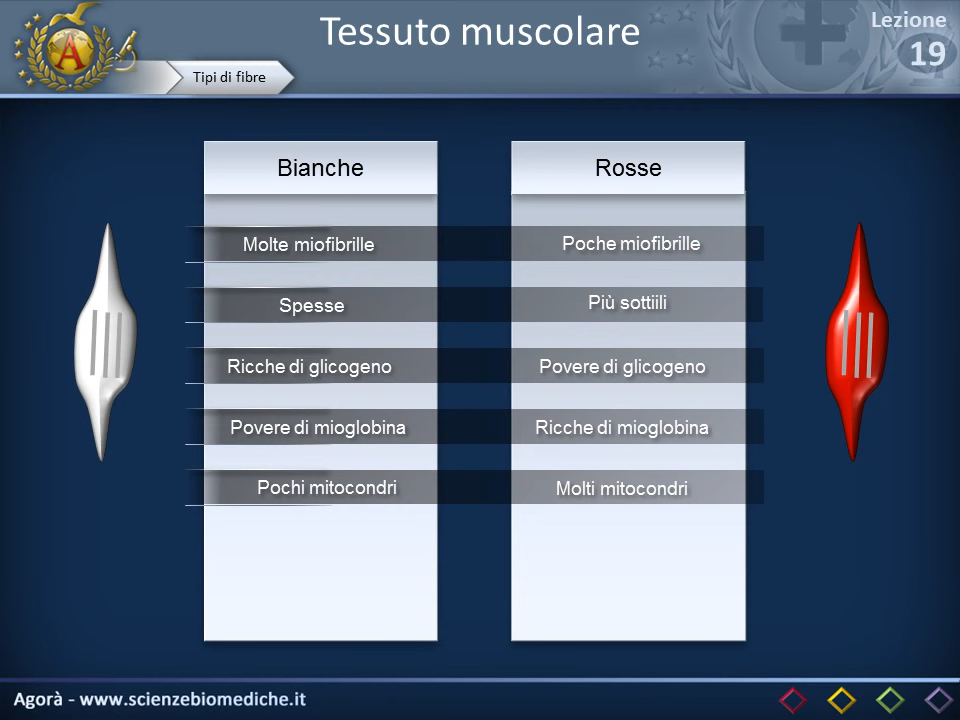 Tessuto muscolare
Lezione
19
A
Tipi di fibre
Bianche
Rosse
Molte miofibrille
Poche miofibrille
Spesse
Più sottiili
Ricche di glicogeno
Povere di glicogeno
Povere di mioglobina
Ricche di mioglobina
Pochi mitocondri
Molti mitocondri
Agorà - www.scienzebiomediche.it